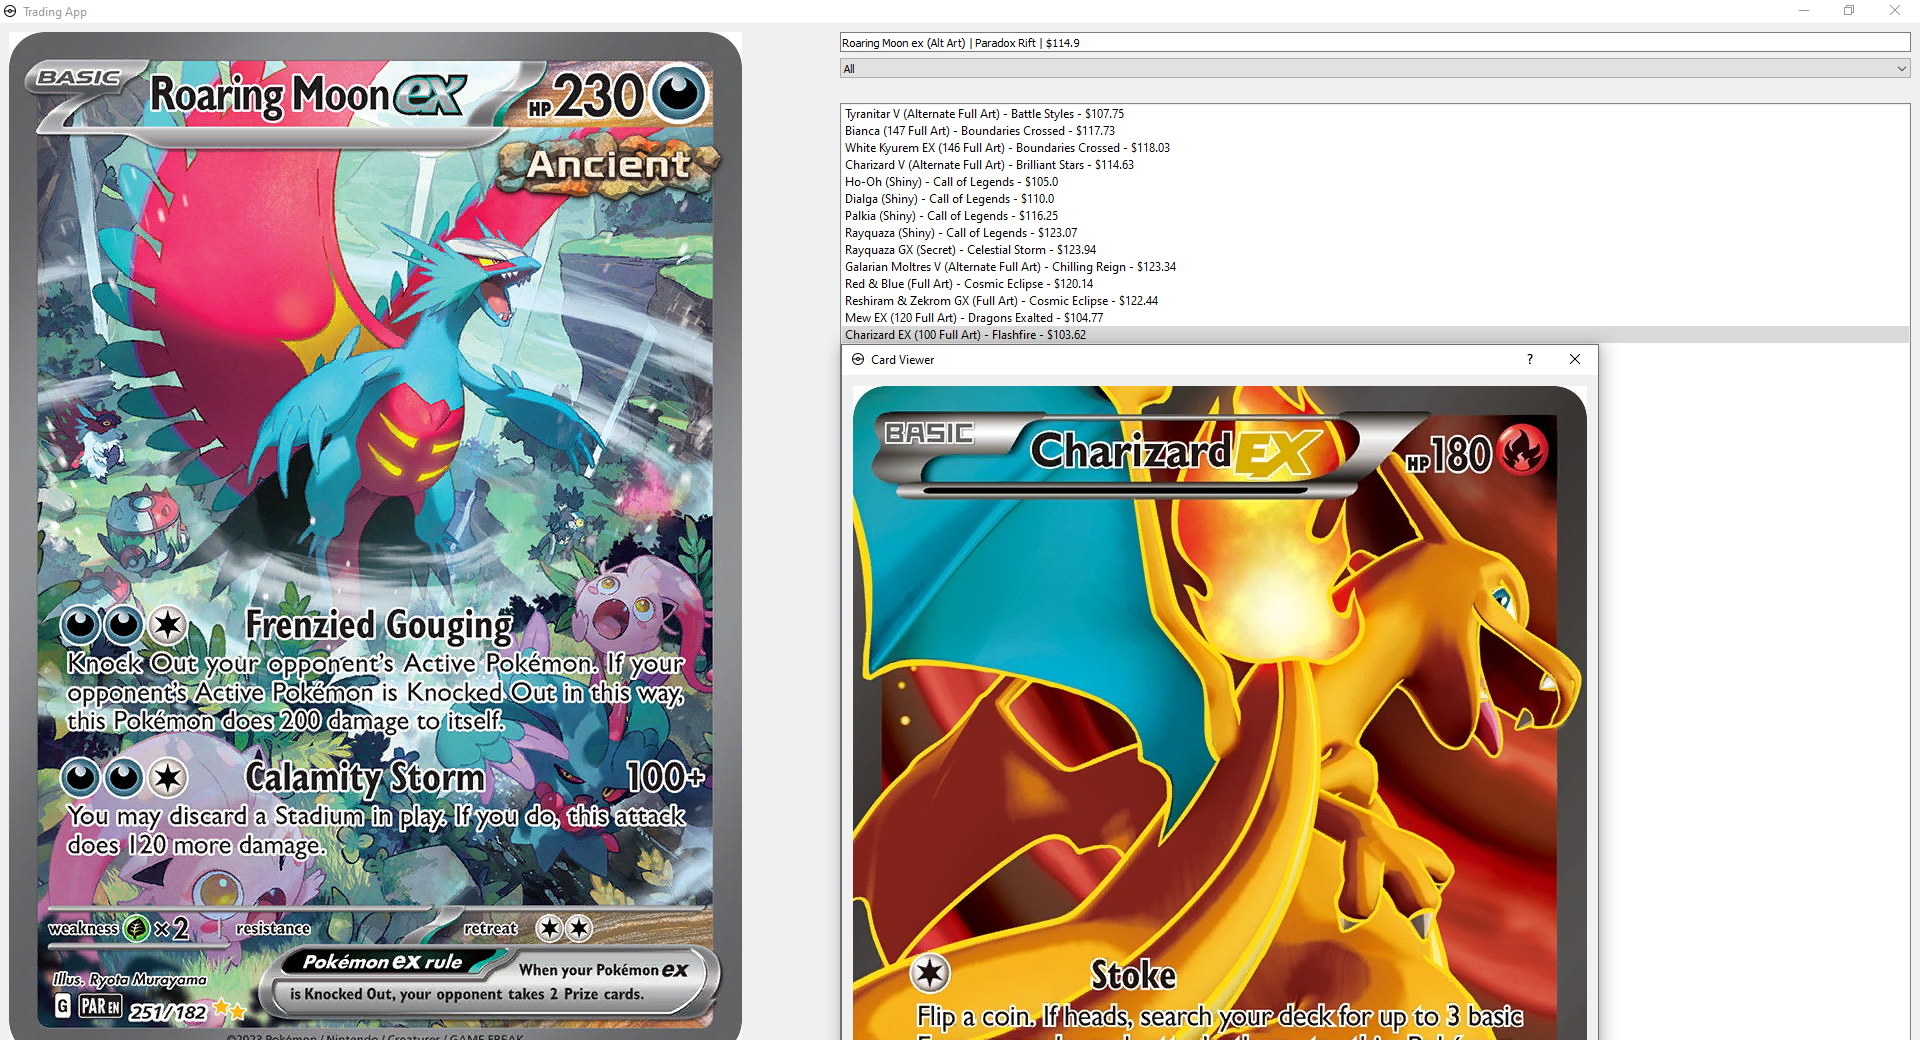 Trading App
BASIC
Roaring Moon ex
HP 230
Ancient
Frenzied Gouging
Knock Out your opponent's Active Pokémon. If your
opponent's Active Pokémon is Knocked Out in this way,
this Pokémon does 200 damage to itself.
Calamity Storm 100+
You may discard a Stadium in play. If you do, this attack
does 120 more damage.
weakness ×2 resistance retreat
Pokémon ex rule
When your Pokémon ex
is Knocked Out, your opponent takes 2 Prize cards.
Illus. Ryota Murayama
G PAR EN 251/182
©2023 Pokémon / Nintendo / Creatures / GAME FREAK
Roaring Moon ex (Alt Art) | Paradox Rift | $114.9
All
Tyranitar V (Alternate Full Art) - Battle Styles - $107.75
Bianca (147 Full Art) - Boundaries Crossed - $117.73
White Kyurem EX (146 Full Art) - Boundaries Crossed - $118.03
Charizard V (Alternate Full Art) - Brilliant Stars - $114.63
Ho-Oh (Shiny) - Call of Legends - $105.0
Dialga (Shiny) - Call of Legends - $110.0
Palkia (Shiny) - Call of Legends - $116.25
Rayquaza (Shiny) - Call of Legends - $123.07
Rayquaza GX (Secret) - Celestial Storm - $123.94
Galarian Moltres V (Alternate Full Art) - Chilling Reign - $123.34
Red & Blue (Full Art) - Cosmic Eclipse - $120.14
Reshiram & Zekrom GX (Full Art) - Cosmic Eclipse - $122.44
Mew EX (120 Full Art) - Dragons Exalted - $104.77
Charizard EX (100 Full Art) - Flashfire - $103.62
Card Viewer ?
BASIC
Charizard EX
HP 180
Stoke
Flip a coin. If heads, search your deck for up to 3 basic